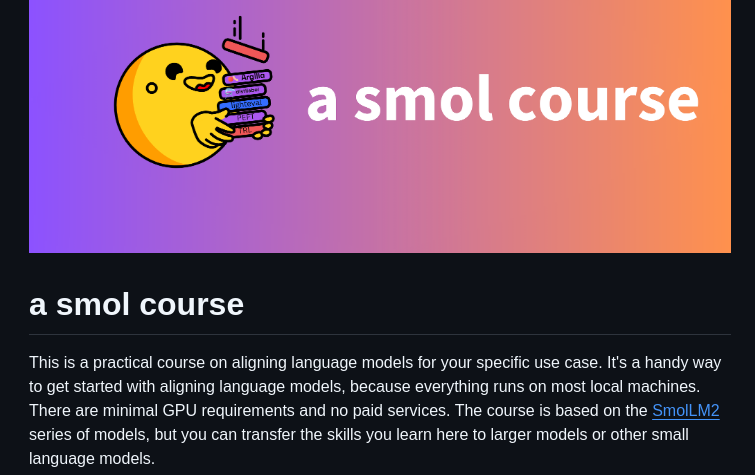 Argilla
distilabel
lighteval
PEFT
TRL
a smol course
a smol course
This is a practical course on aligning language models for your specific use case. It's a handy way
to get started with aligning language models, because everything runs on most local machines.
There are minimal GPU requirements and no paid services. The course is based on the SmolLM2
series of models, but you can transfer the skills you learn here to larger models or other small
language models.